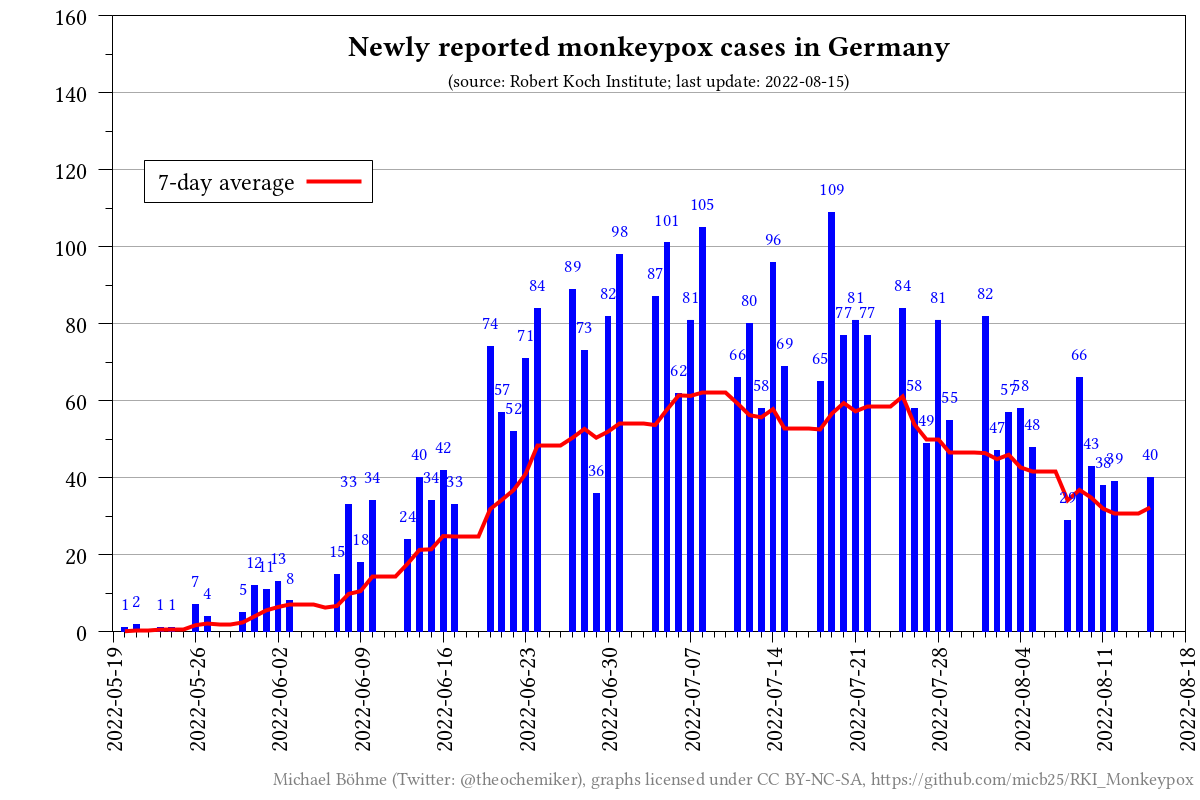 Newly reported monkeypox cases in Germany
(source: Robert Koch Institute; last update: 2022-08-15)
7-day average
160
140
120
100
80
60
40
20
0
1 2 1 1 7 4 5 12 11 13 8 15 33 18 34 24 40 34 42 33 74 57 52 71 84 89 73 36 82 98 87 101 62 81 105 66 80 58 96 69 65 109 77 81 77 84 58 49 81 55 82 47 57 58 48 29 66 43 38 39 40
2022-05-19 2022-05-26 2022-06-02 2022-06-09 2022-06-16 2022-06-23 2022-06-30 2022-07-07 2022-07-14 2022-07-21 2022-07-28 2022-08-04 2022-08-11 2022-08-18
Michael Böhme (Twitter: @theochemiker), graphs licensed under CC BY-NC-SA, https://github.com/micb25/RKI_Monkeypox